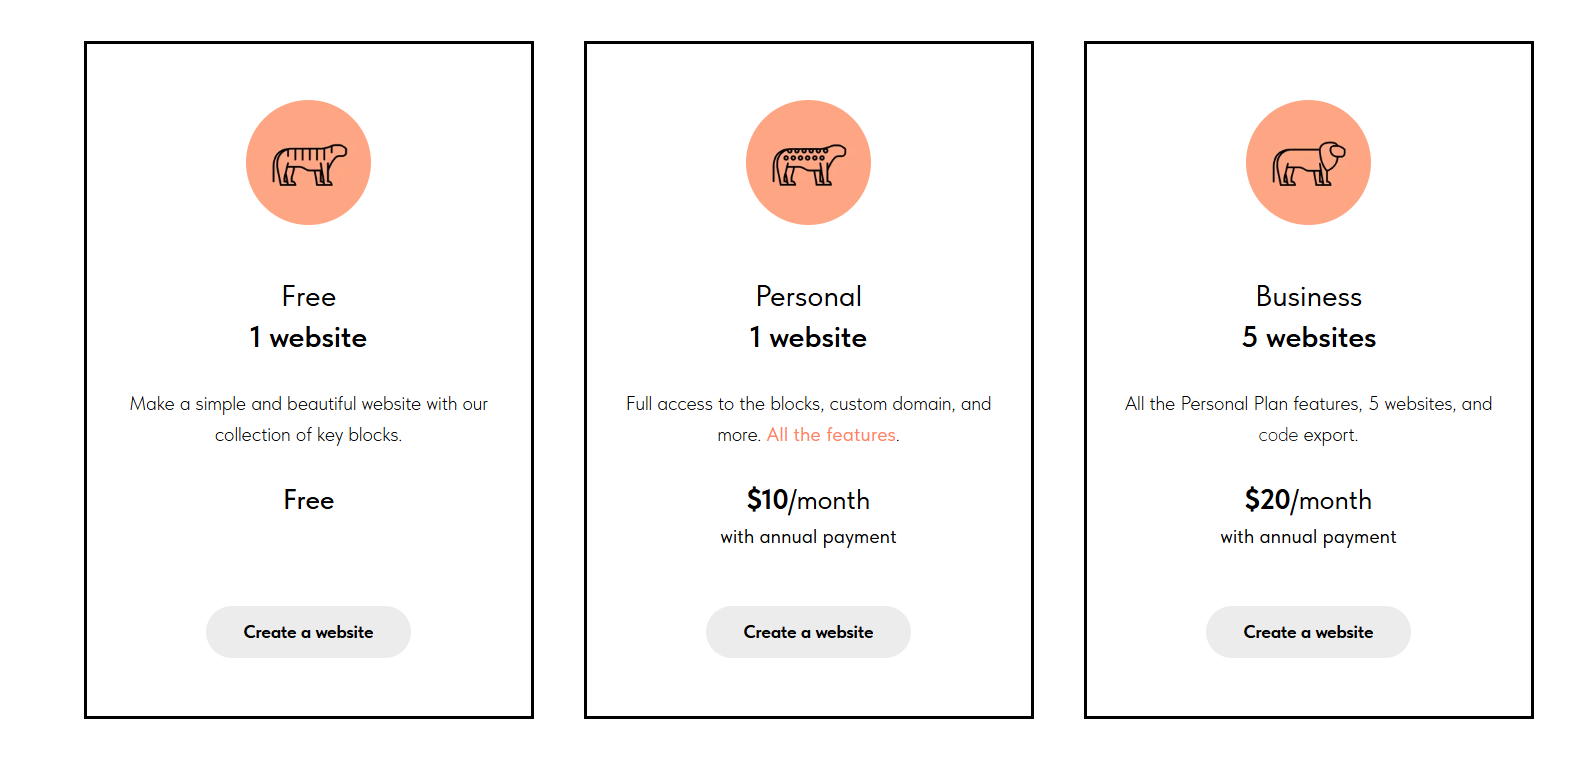 Free
1 website
Make a simple and beautiful website with our
collection of key blocks.
Free
Create a website
Personal
1 website
Full access to the blocks, custom domain, and
more. All the features.
$10/month
with annual payment
Create a website
Business
5 websites
All the Personal Plan features, 5 websites, and
code export.
$20/month
with annual payment
Create a website